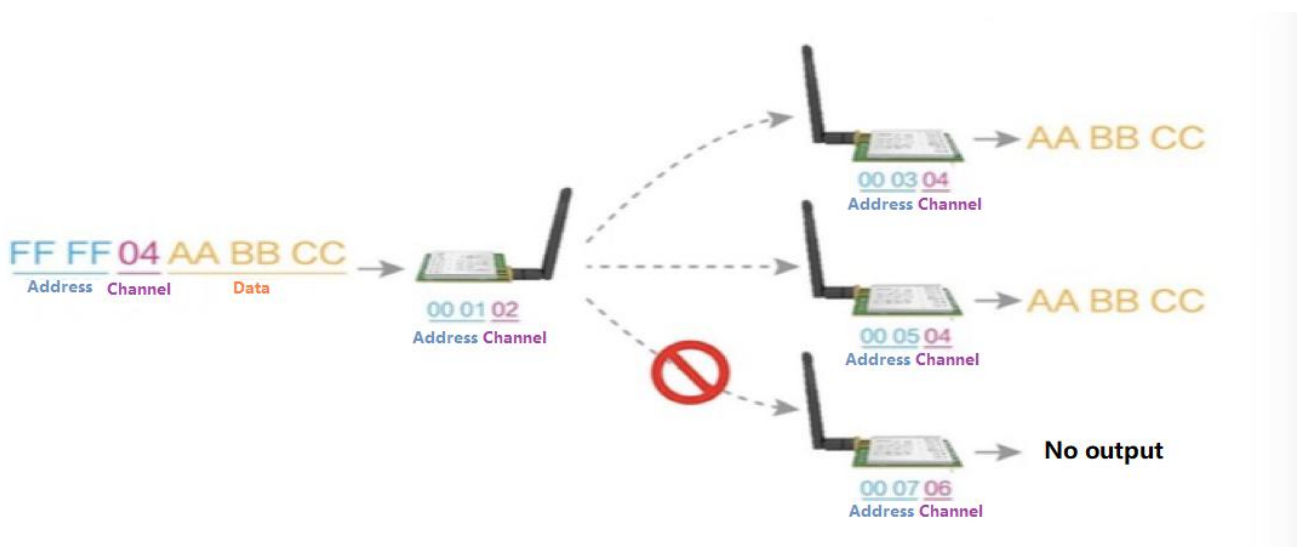 FF FF 04 AA BB CC
Address Channel Data
00 01 02
Address Channel
AA BB CC
00 03 04
Address Channel
AA BB CC
00 05 04
Address Channel
No output
00 07 06
Address Channel